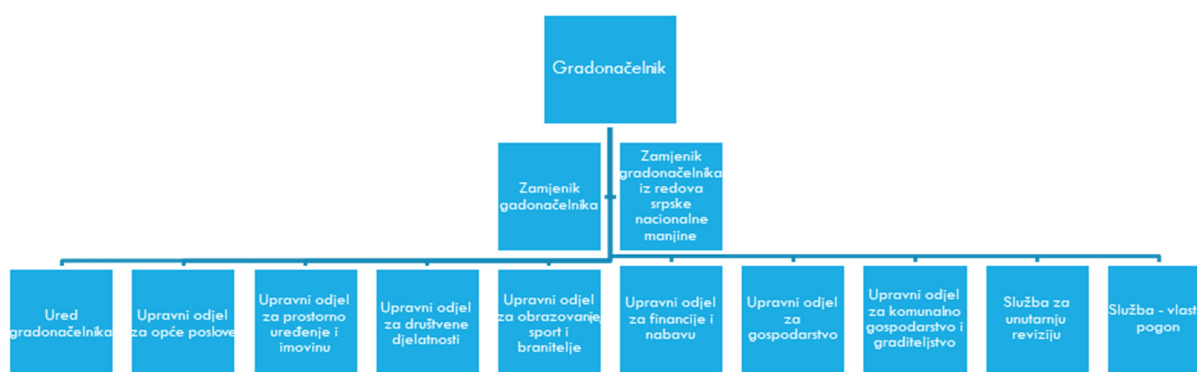 Gradonačelnik
Zamjenik
gadonačelnika
Zamjenik
gradonačelnika
iz redova
srpske
nacionalne
manjine
Ured
gradonačelnika
Upravni odjel
za opće poslove
Upravni odjel
za prostorno
uređenje i
imovinu
Upravni odjel
za društvene
djelatnosti
Upravni odjel
za obrazovanje,
sport i
branitelje
Upravni odjel
za financije i
nabavu
Upravni odjel
za
gospodarstvo
Upravni odjel
za komunalno
gospodarstvo i
graditeljstvo
Služba za
unutarnju
reviziju
Služba - vlast
pogon